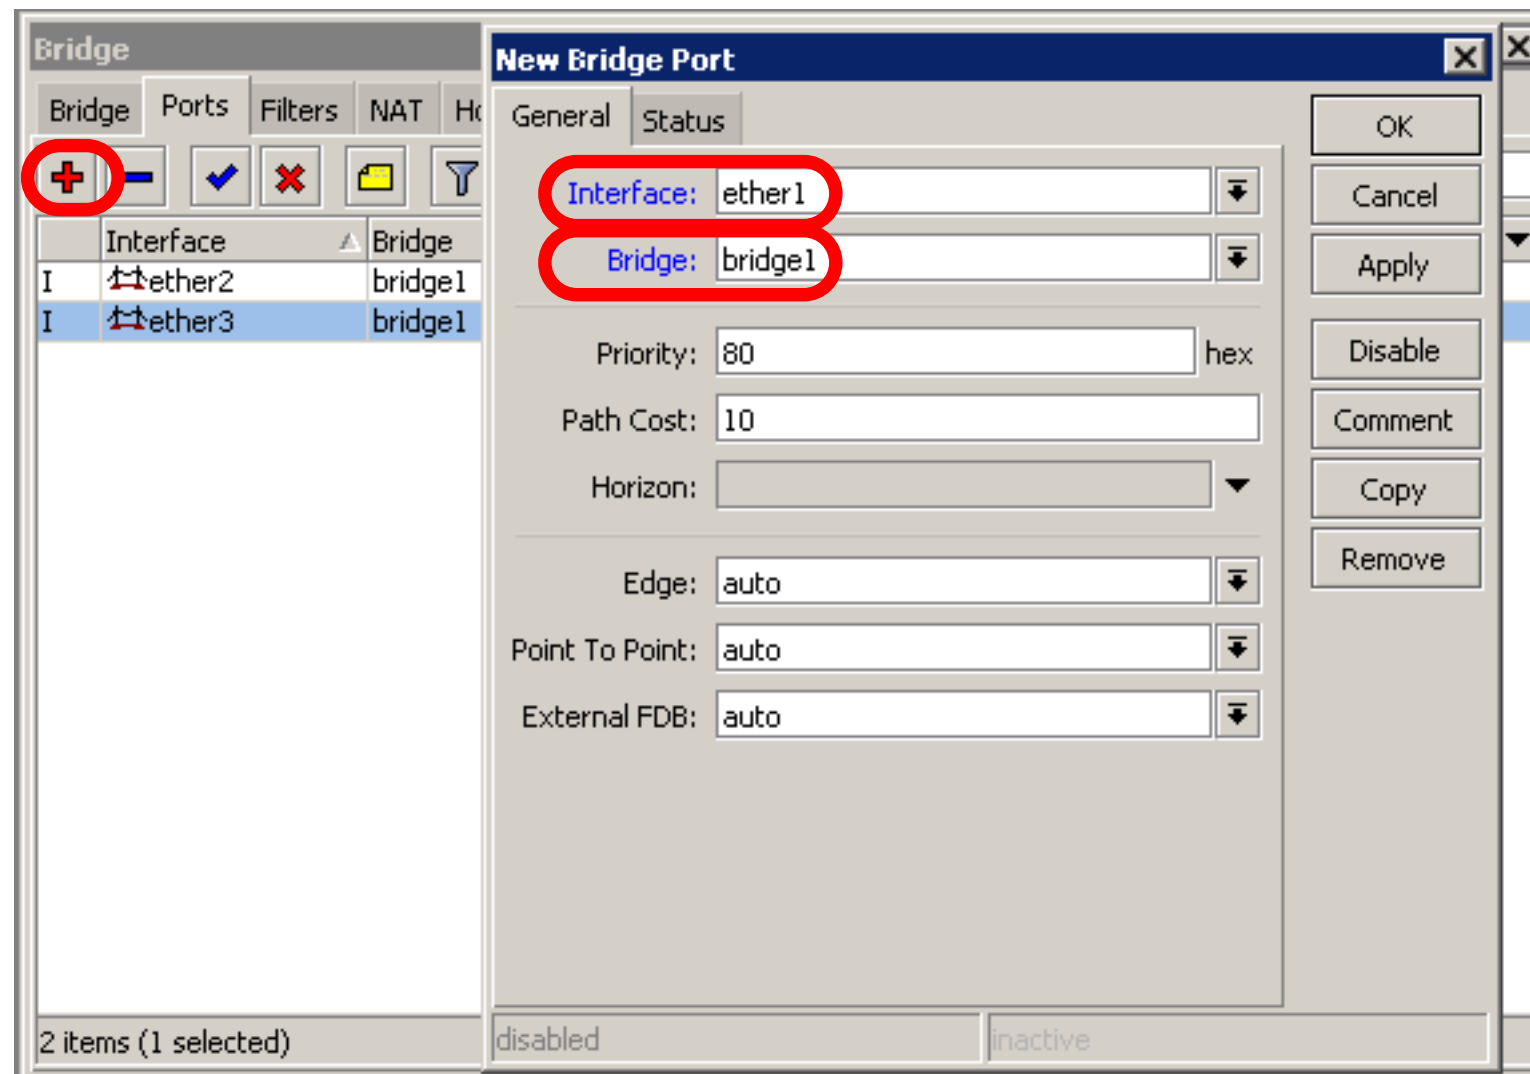 Bridge
Bridge Ports Filters NAT
Interface Bridge
I ether2 bridge1
I ether3 bridge1
2 items (1 selected)
New Bridge Port
General Status
Interface: ether1
Bridge: bridge1
Priority: 80 hex
Path Cost: 10
Horizon:
Edge: auto
Point To Point: auto
External FDB: auto
OK
Cancel
Apply
Disable
Comment
Copy
Remove
disabled inactive